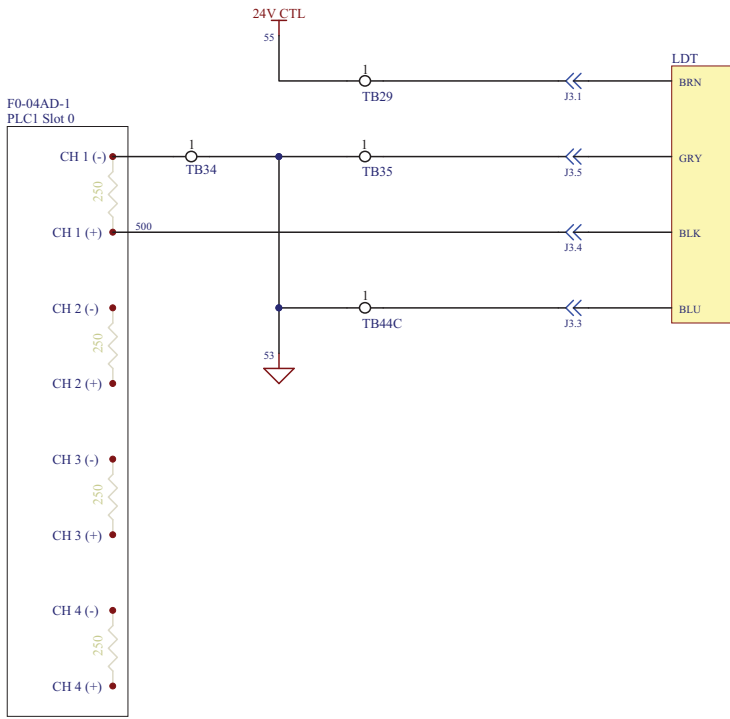 24V CTL
55
1
TB29
J3.1
LDT
BRN
F0-04AD-1
PLC1 Slot 0
CH 1 (-)
1
TB34
1
TB35
J3.5
GRY
250
CH 1 (+)
500
J3.4
BLK
CH 2 (-)
1
TB44C
J3.3
BLU
250
53
CH 2 (+)
CH 3 (-)
250
CH 3 (+)
CH 4 (-)
250
CH 4 (+)